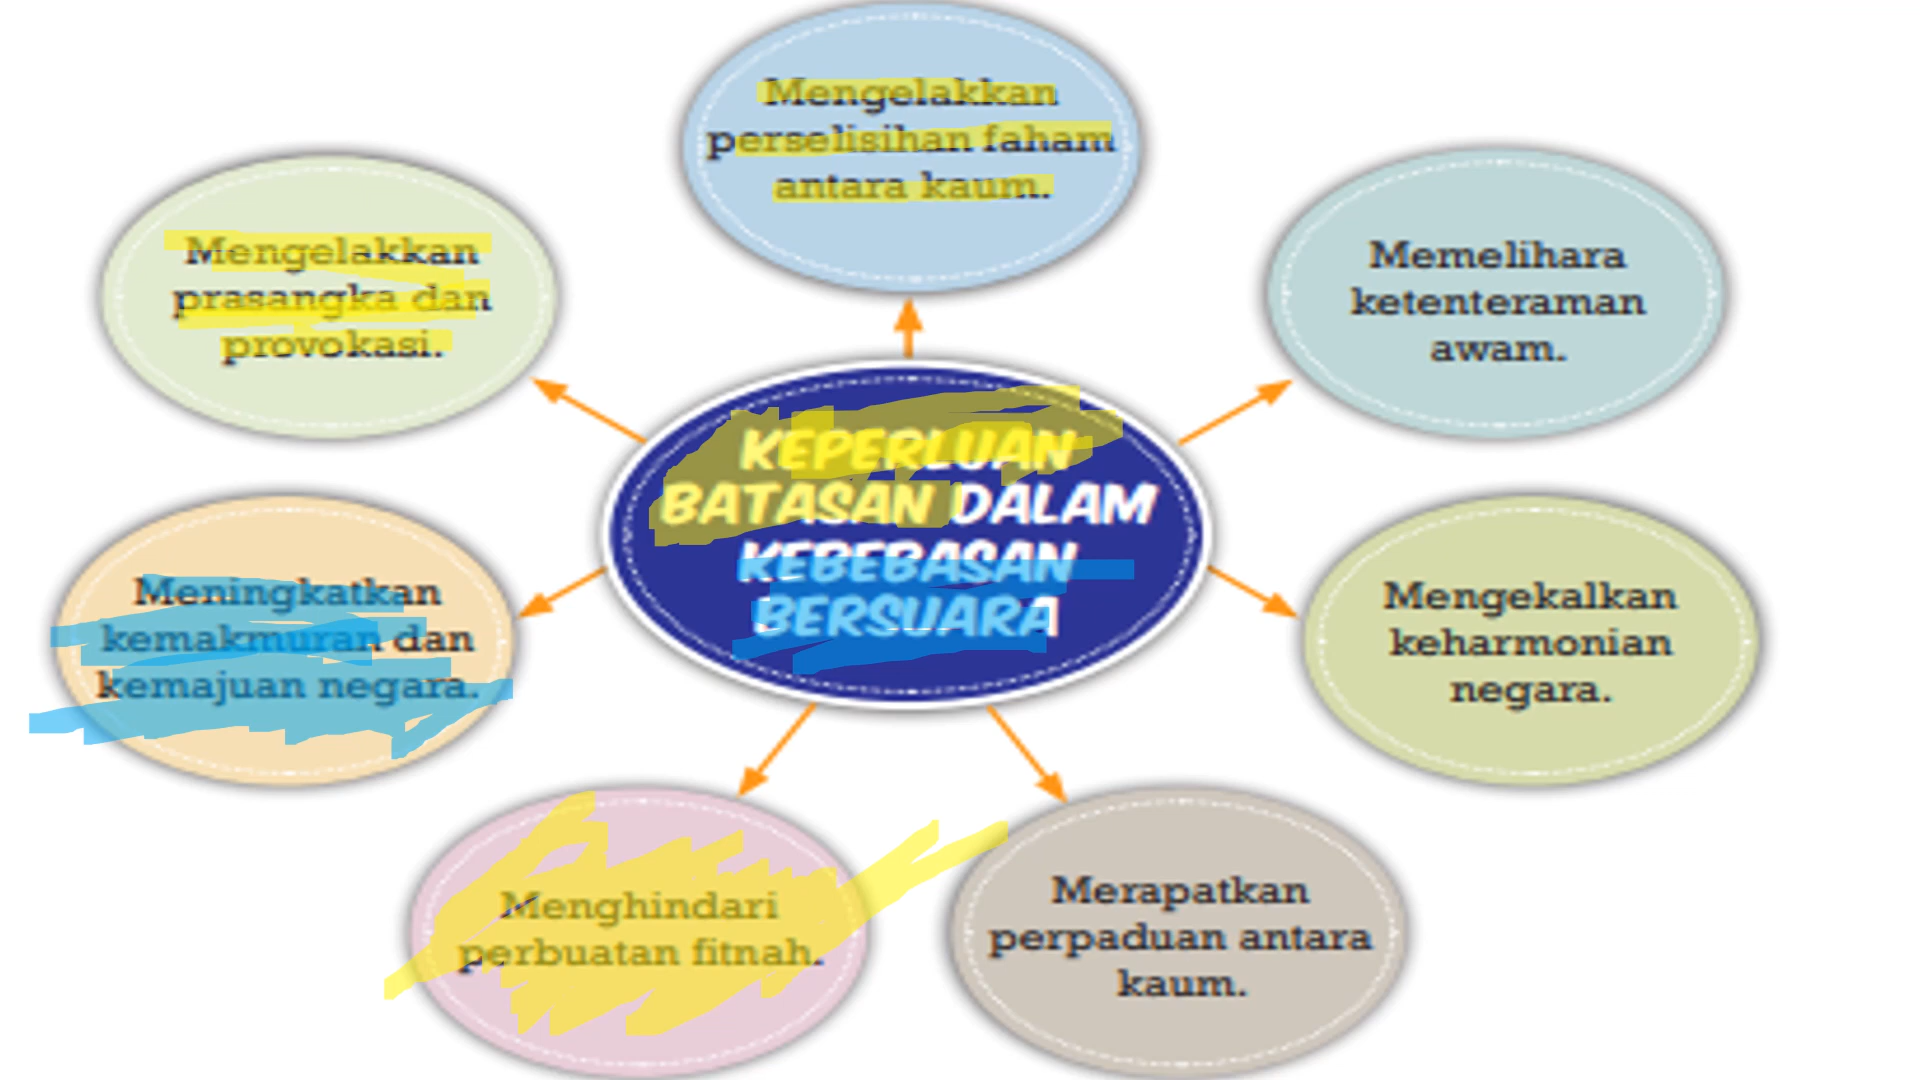 Mengelakkan
perselisihan faham
antara kaum.
Mengelakkan
prasangka dan
provokasi.
Memelihara
ketenteraman
awam.
KEPERLUAN
BATASAN DALAM
KEBEBASAN
BERSUARA
Meningkatkan
kemakmuran dan
kemajuan negara.
Mengekalkan
keharmonian
negara.
Menghindari
perbuatan fitnah.
Merapatkan
perpaduan antara
kaum.